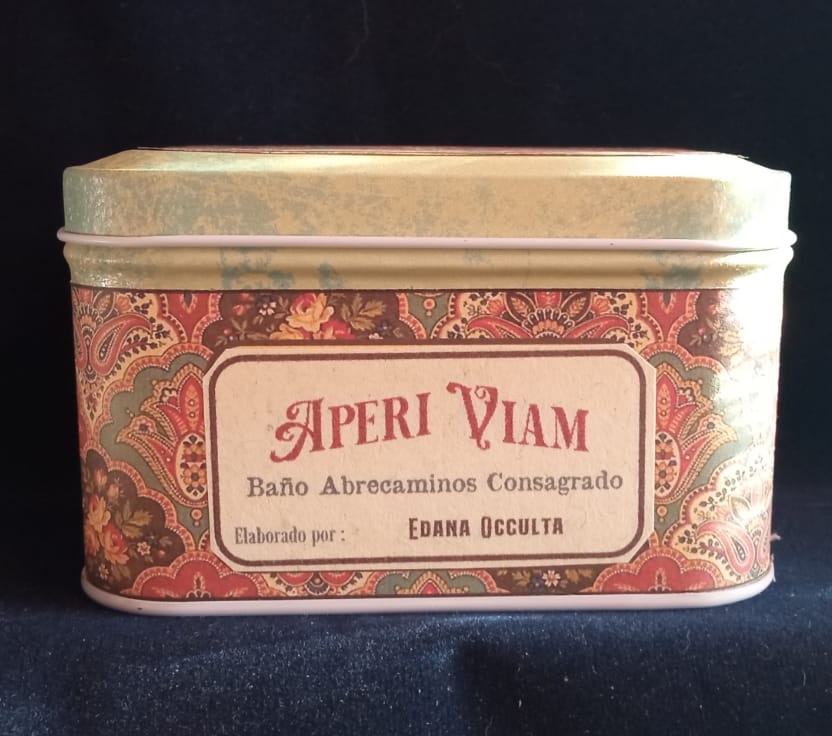 Aperi Viam
Baño Abrecaminos Consagrado
Elaborado por : Edana Occulta